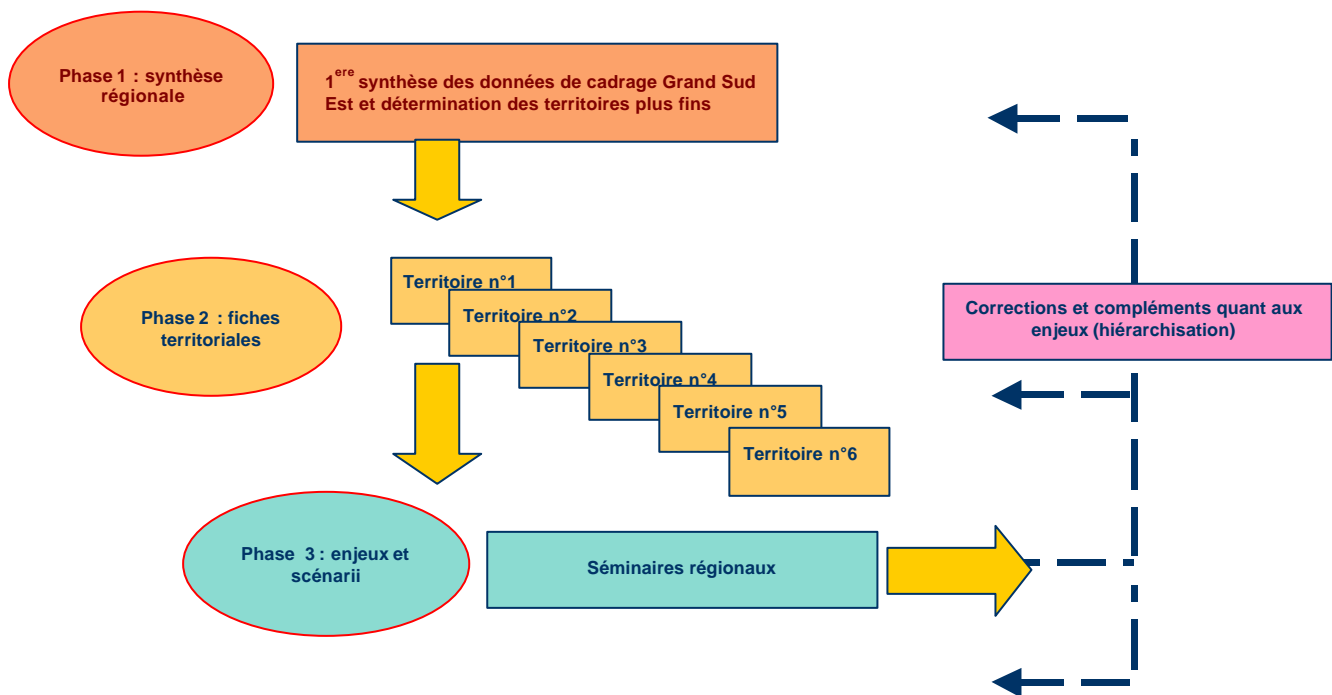 Phase 1 : synthèse
régionale
1ere synthèse des données de cadrage Grand Sud
Est et détermination des territoires plus fins
Phase 2 : fiches
territoriales
Territoire n°1
Territoire n°2
Territoire n°3
Territoire n°4
Territoire n°5
Territoire n°6
Corrections et compléments quant aux
enjeux (hiérarchisation)
Phase 3 : enjeux et
scénarii
Séminaires régionaux